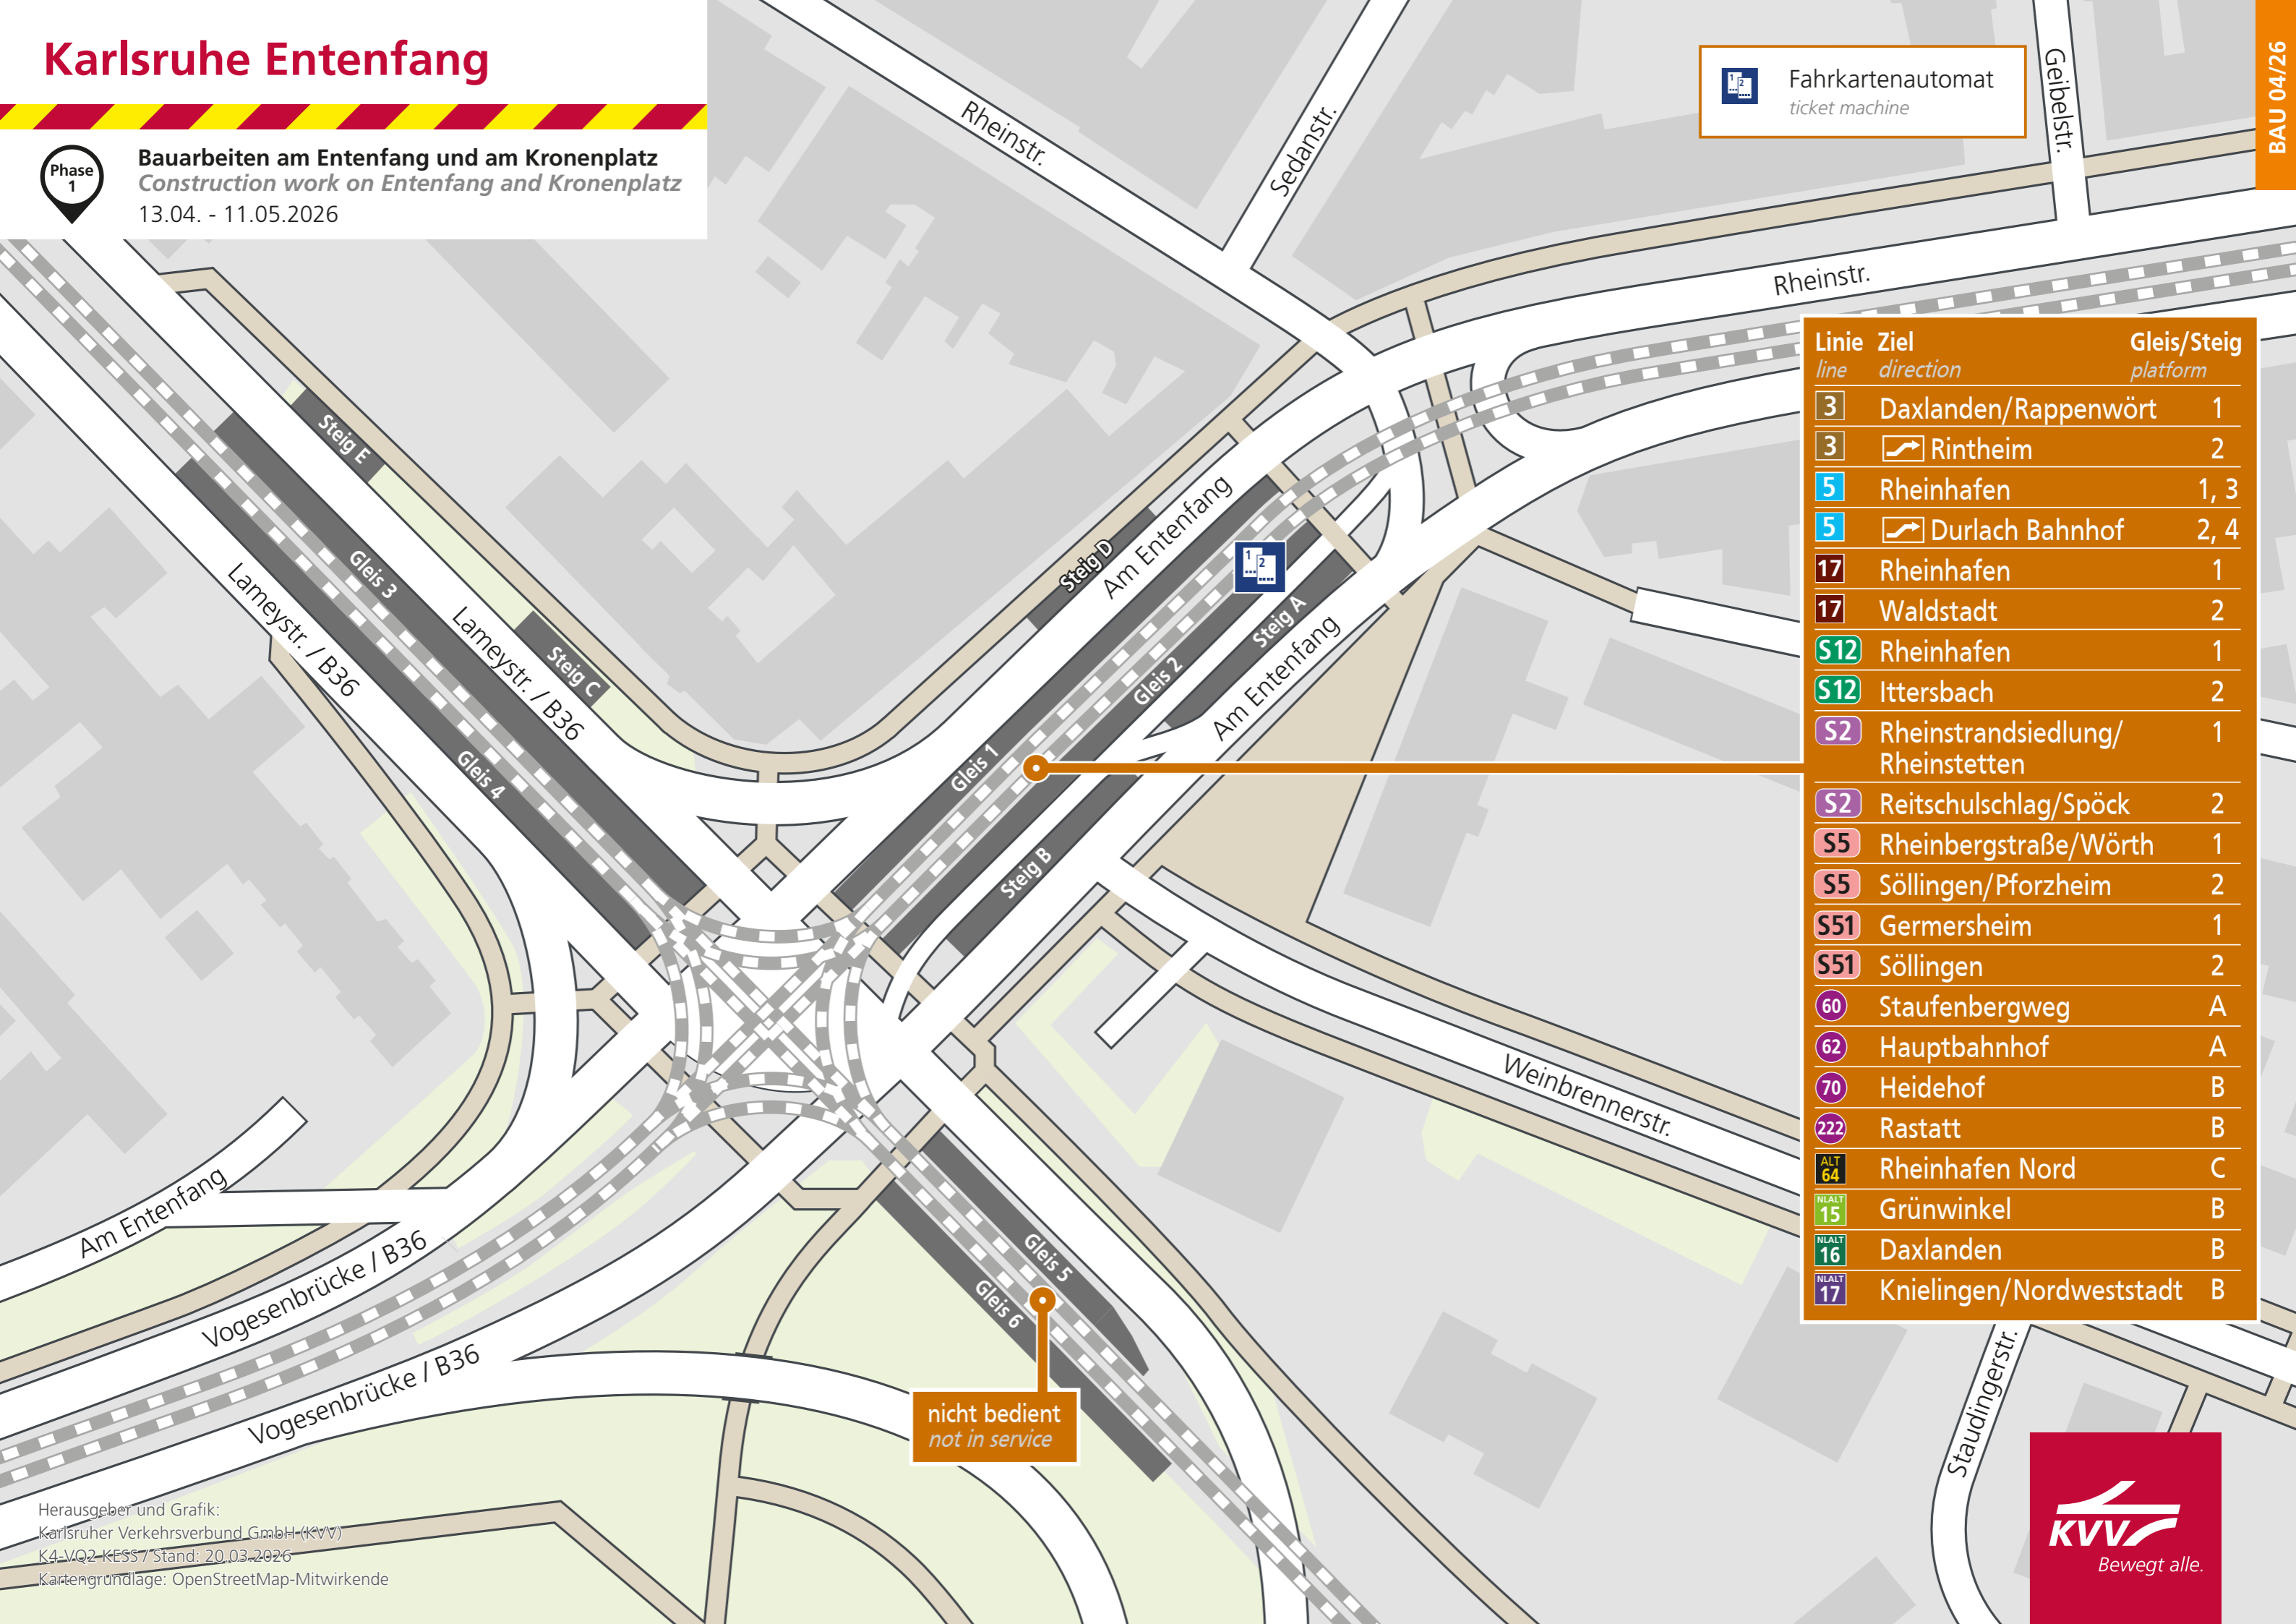 Karlsruhe Entenfang
Phase
1
Bauarbeiten am Entenfang und am Kronenplatz
Construction work on Entenfang and Kronenplatz
13.04. - 11.05.2026
Fahrkartenautomat
ticket machine
BAU 04/26
Rheinstr.
Sedanstr.
Geibelstr.
Rheinstr.
Steig E
Gleis 3
Lameystr. / B36
Lameystr. / B36
Steig C
Gleis 4
Steig D
Am Entenfang
1
2
Steig A
Am Entenfang
Gleis 2
Gleis 1
Steig B
Weinbrennerstr.
Am Entenfang
Vogesenbrücke / B36
Vogesenbrücke / B36
Gleis 5
Gleis 6
nicht bedient
not in service
Staudingerstr.
Linie Ziel Gleis/Steig
line direction platform
3 Daxlanden/Rappenwört 1
3 Rintheim 2
5 Rheinhafen 1, 3
5 Durlach Bahnhof 2, 4
17 Rheinhafen 1
17 Waldstadt 2
S12 Rheinhafen 1
S12 Ittersbach 2
S2 Rheinstrandsiedlung/ 1
Rheinstetten
S2 Reitschulschlag/Spöck 2
S5 Rheinbergstraße/Wörth 1
S5 Söllingen/Pforzheim 2
S51 Germersheim 1
S51 Söllingen 2
60 Staufenbergweg A
62 Hauptbahnhof A
70 Heidehof B
222 Rastatt B
ALT 64 Rheinhafen Nord C
NLALT 15 Grünwinkel B
NLALT 16 Daxlanden B
NLALT 17 Knielingen/Nordweststadt B
Herausgeber und Grafik:
Karlsruher Verkehrsverbund GmbH (KVV)
K4-VQ2 KESS / Stand: 20.03.2026
Kartengrundlage: OpenStreetMap-Mitwirkende
KVV
Bewegt alle.